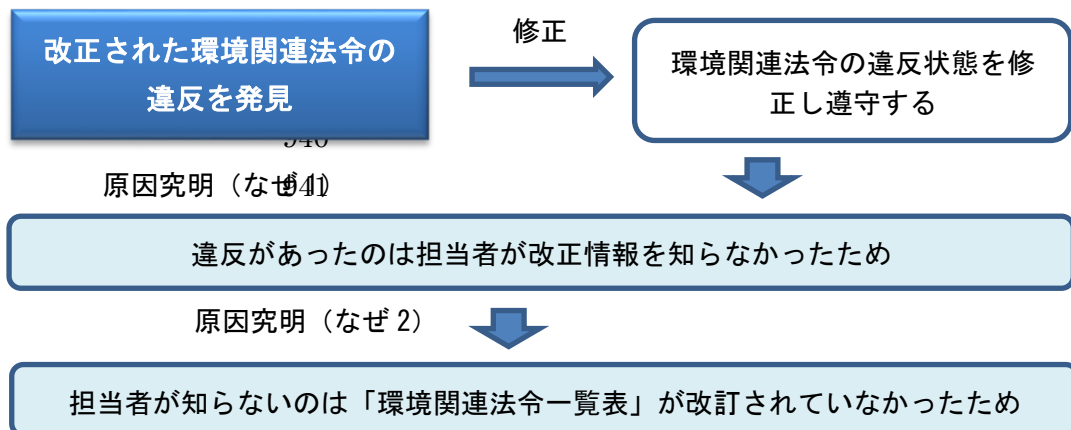 改正された環境関連法令の
違反を発見
修正
環境関連法令の違反状態を修
正し遵守する
940
原因究明（なぜ1）
941
違反があったのは担当者が改正情報を知らなかったため
原因究明（なぜ2）
担当者が知らないのは「環境関連法令一覧表」が改訂されていなかったため